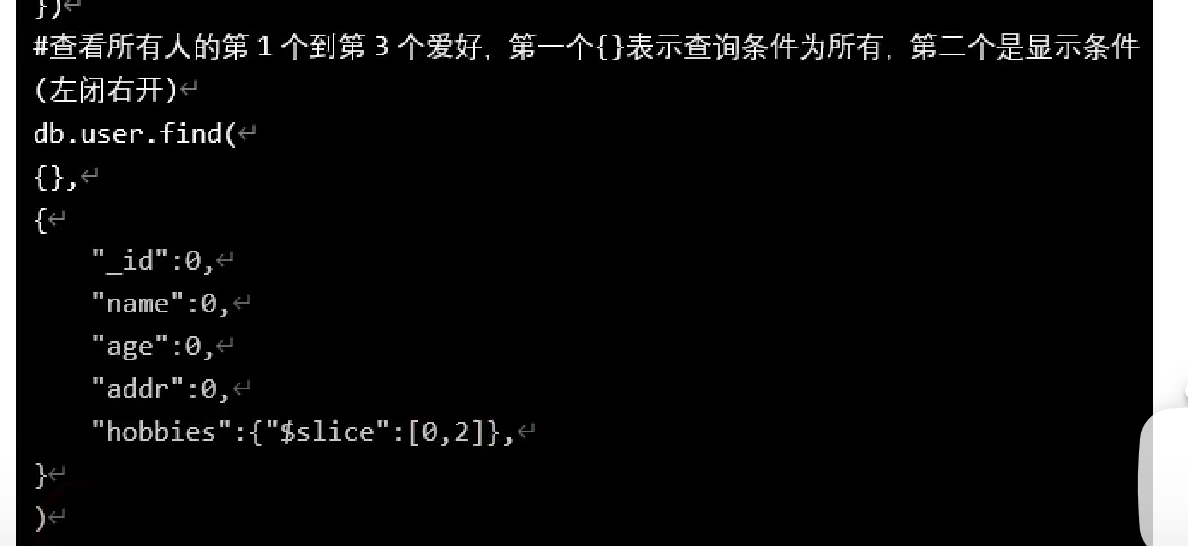 })↵
#查看所有人的第 1 个到第 3 个爱好，第一个{}表示查询条件为所有，第二个是显示条件
(左闭右开)↵
db.user.find(↵
{},↵
{↵
    "_id":0,↵
    "name":0,↵
    "age":0,↵
    "addr":0,↵
    "hobbies":{"$slice":[0,2]},↵
}↵
)↵